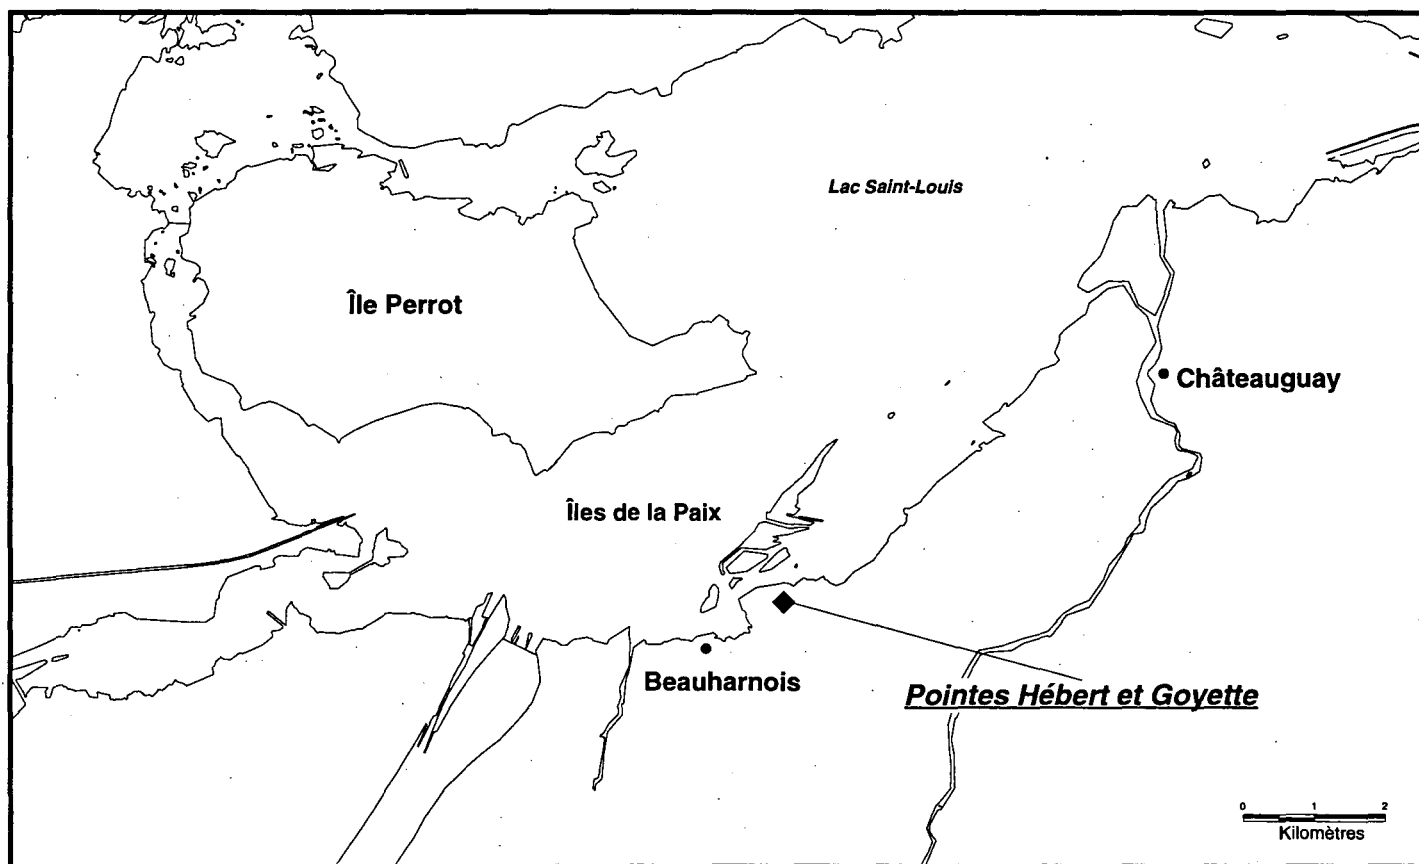 Lac Saint-Louis
Île Perrot
Châteauguay
Îles de la Paix
Beauharnois
Pointes Hébert et Goyette
0 1 2
Kilomètres